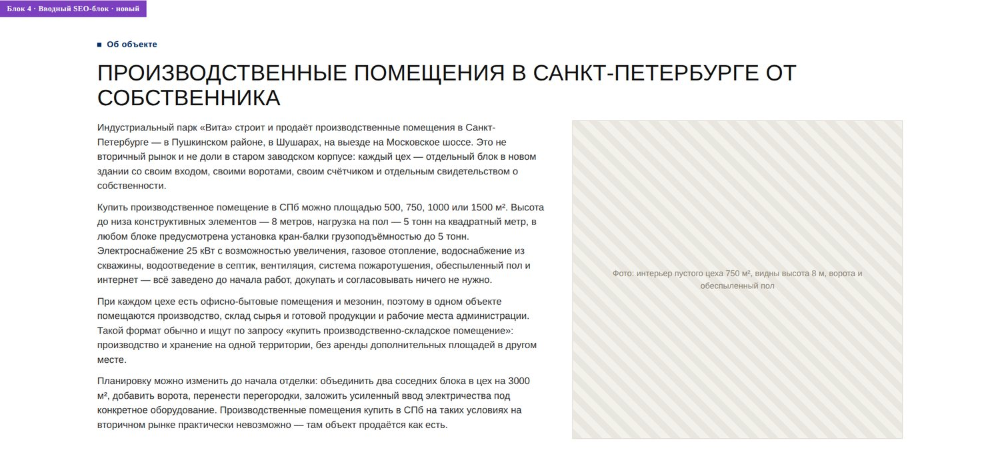 Блок 4 · Вводный SEO-блок · новый
Об объекте
ПРОИЗВОДСТВЕННЫЕ ПОМЕЩЕНИЯ В САНКТ-ПЕТЕРБУРГЕ ОТ
СОБСТВЕННИКА
Индустриальный парк «Вита» строит и продаёт производственные помещения в Санкт-
Петербурге — в Пушкинском районе, в Шушарах, на выезде на Московское шоссе. Это не
вторичный рынок и не доли в старом заводском корпусе: каждый цех — отдельный блок в новом
здании со своим входом, своими воротами, своим счётчиком и отдельным свидетельством о
собственности.
Купить производственное помещение в СПб можно площадью 500, 750, 1000 или 1500 м². Высота
до низа конструктивных элементов — 8 метров, нагрузка на пол — 5 тонн на квадратный метр, в
любом блоке предусмотрена установка кран-балки грузоподъёмностью до 5 тонн.
Электроснабжение 25 кВт с возможностью увеличения, газовое отопление, водоснабжение из
скважины, водоотведение в септик, вентиляция, система пожаротушения, обеспыленный пол и
интернет — всё заведено до начала работ, докупать и согласовывать ничего не нужно.
При каждом цехе есть офисно-бытовые помещения и мезонин, поэтому в одном объекте
помещаются производство, склад сырья и готовой продукции и рабочие места администрации.
Такой формат обычно и ищут по запросу «купить производственно-складское помещение»:
производство и хранение на одной территории, без аренды дополнительных площадей в другом
месте.
Планировку можно изменить до начала отделки: объединить два соседних блока в цех на 3000
м², добавить ворота, перенести перегородки, заложить усиленный ввод электричества под
конкретное оборудование. Производственные помещения купить в СПб на таких условиях на
вторичном рынке практически невозможно — там объект продаётся как есть.
Фото: интерьер пустого цеха 750 м², видны высота 8 м, ворота и
обеспыленный пол